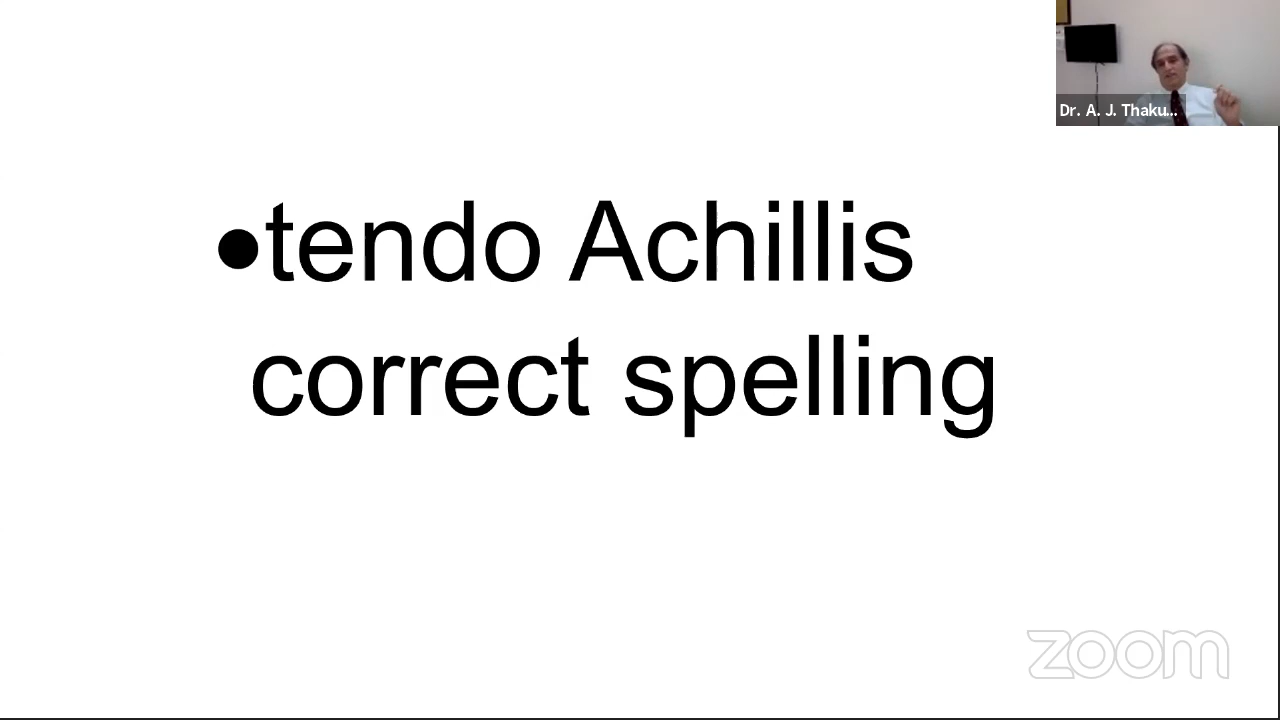 Dr. A. J. Thaku...
•tendo Achillis
correct spelling
zoom